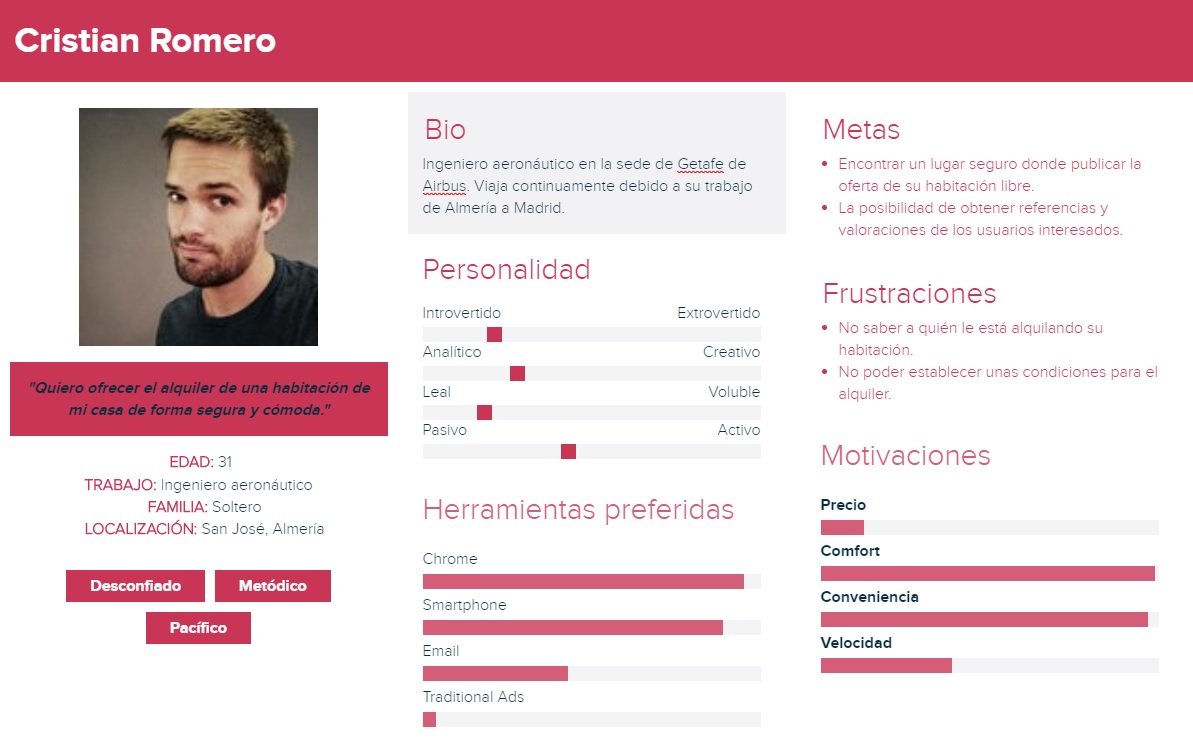 Cristian Romero
"Quiero ofrecer el alquiler de una habitación de
mi casa de forma segura y cómoda."
EDAD: 31
TRABAJO: Ingeniero aeronáutico
FAMILIA: Soltero
LOCALIZACIÓN: San José, Almería
Desconfiado Metódico
Pacífico
Bio
Ingeniero aeronáutico en la sede de Getafe de
Airbus. Viaja continuamente debido a su trabajo
de Almería a Madrid.
Personalidad
Introvertido Extrovertido
Analítico Creativo
Leal Voluble
Pasivo Activo
Herramientas preferidas
Chrome
Smartphone
Email
Traditional Ads
Metas
• Encontrar un lugar seguro donde publicar la
oferta de su habitación libre.
• La posibilidad de obtener referencias y
valoraciones de los usuarios interesados.
Frustraciones
• No saber a quién le está alquilando su
habitación.
• No poder establecer unas condiciones para el
alquiler.
Motivaciones
Precio
Comfort
Conveniencia
Velocidad